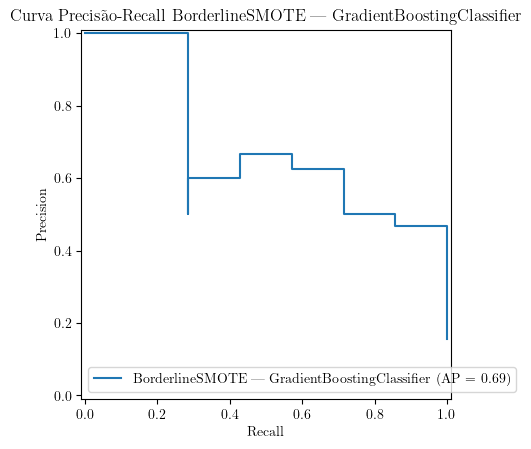 Curva Precisão-Recall BorderlineSMOTE — GradientBoostingClassifier
1.0
0.8
0.6
0.4
0.2
0.0
Precision
BorderlineSMOTE — GradientBoostingClassifier (AP = 0.69)
0.0 0.2 0.4 0.6 0.8 1.0
Recall